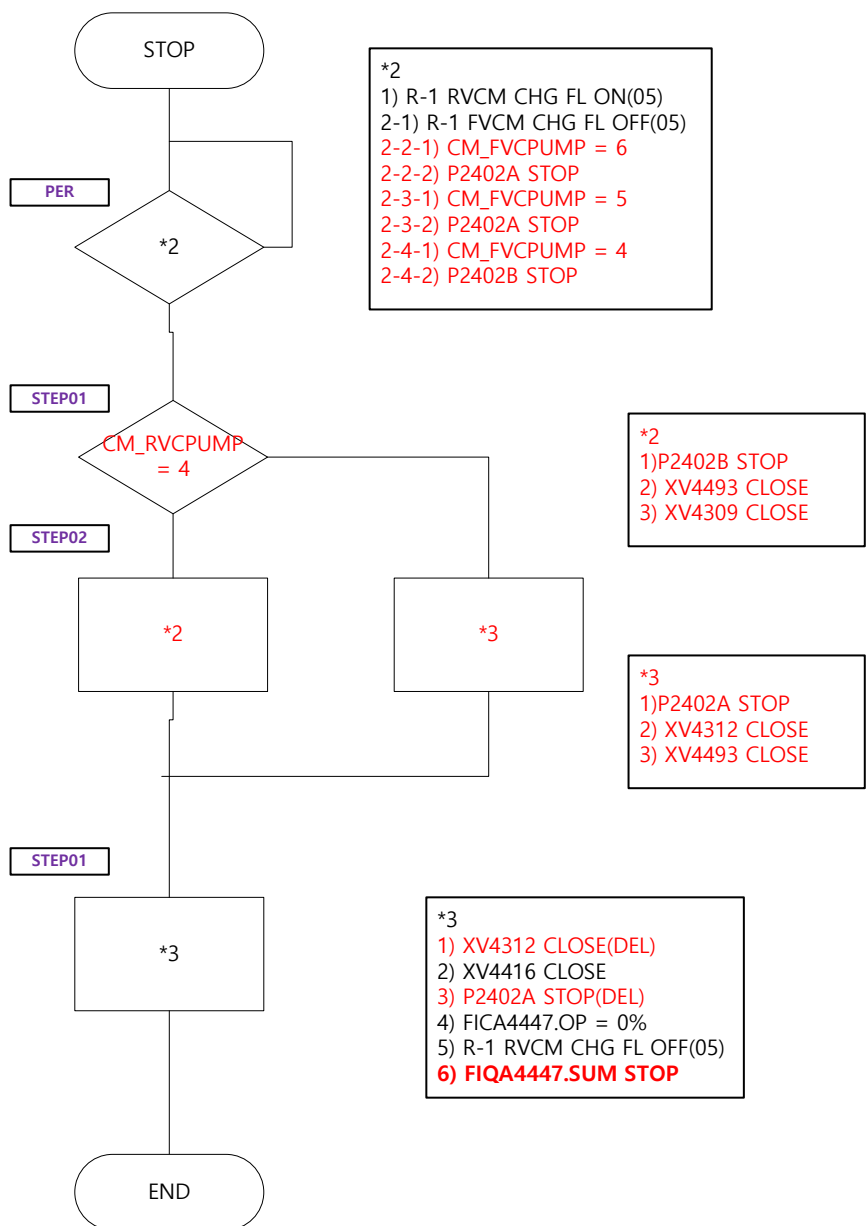 STOP
*2
1) R-1 RVCM CHG FL ON(05)
2-1) R-1 FVCM CHG FL OFF(05)
2-2-1) CM_FVCPUMP = 6
2-2-2) P2402A STOP
2-3-1) CM_FVCPUMP = 5
2-3-2) P2402A STOP
2-4-1) CM_FVCPUMP = 4
2-4-2) P2402B STOP
PER
*2
STEP01
CM_RVCPUMP
= 4
*2
1)P2402B STOP
2) XV4493 CLOSE
3) XV4309 CLOSE
STEP02
*2
*3
*3
1)P2402A STOP
2) XV4312 CLOSE
3) XV4493 CLOSE
STEP01
*3
*3
1) XV4312 CLOSE(DEL)
2) XV4416 CLOSE
3) P2402A STOP(DEL)
4) FICA4447.OP = 0%
5) R-1 RVCM CHG FL OFF(05)
6) FIQA4447.SUM STOP
END